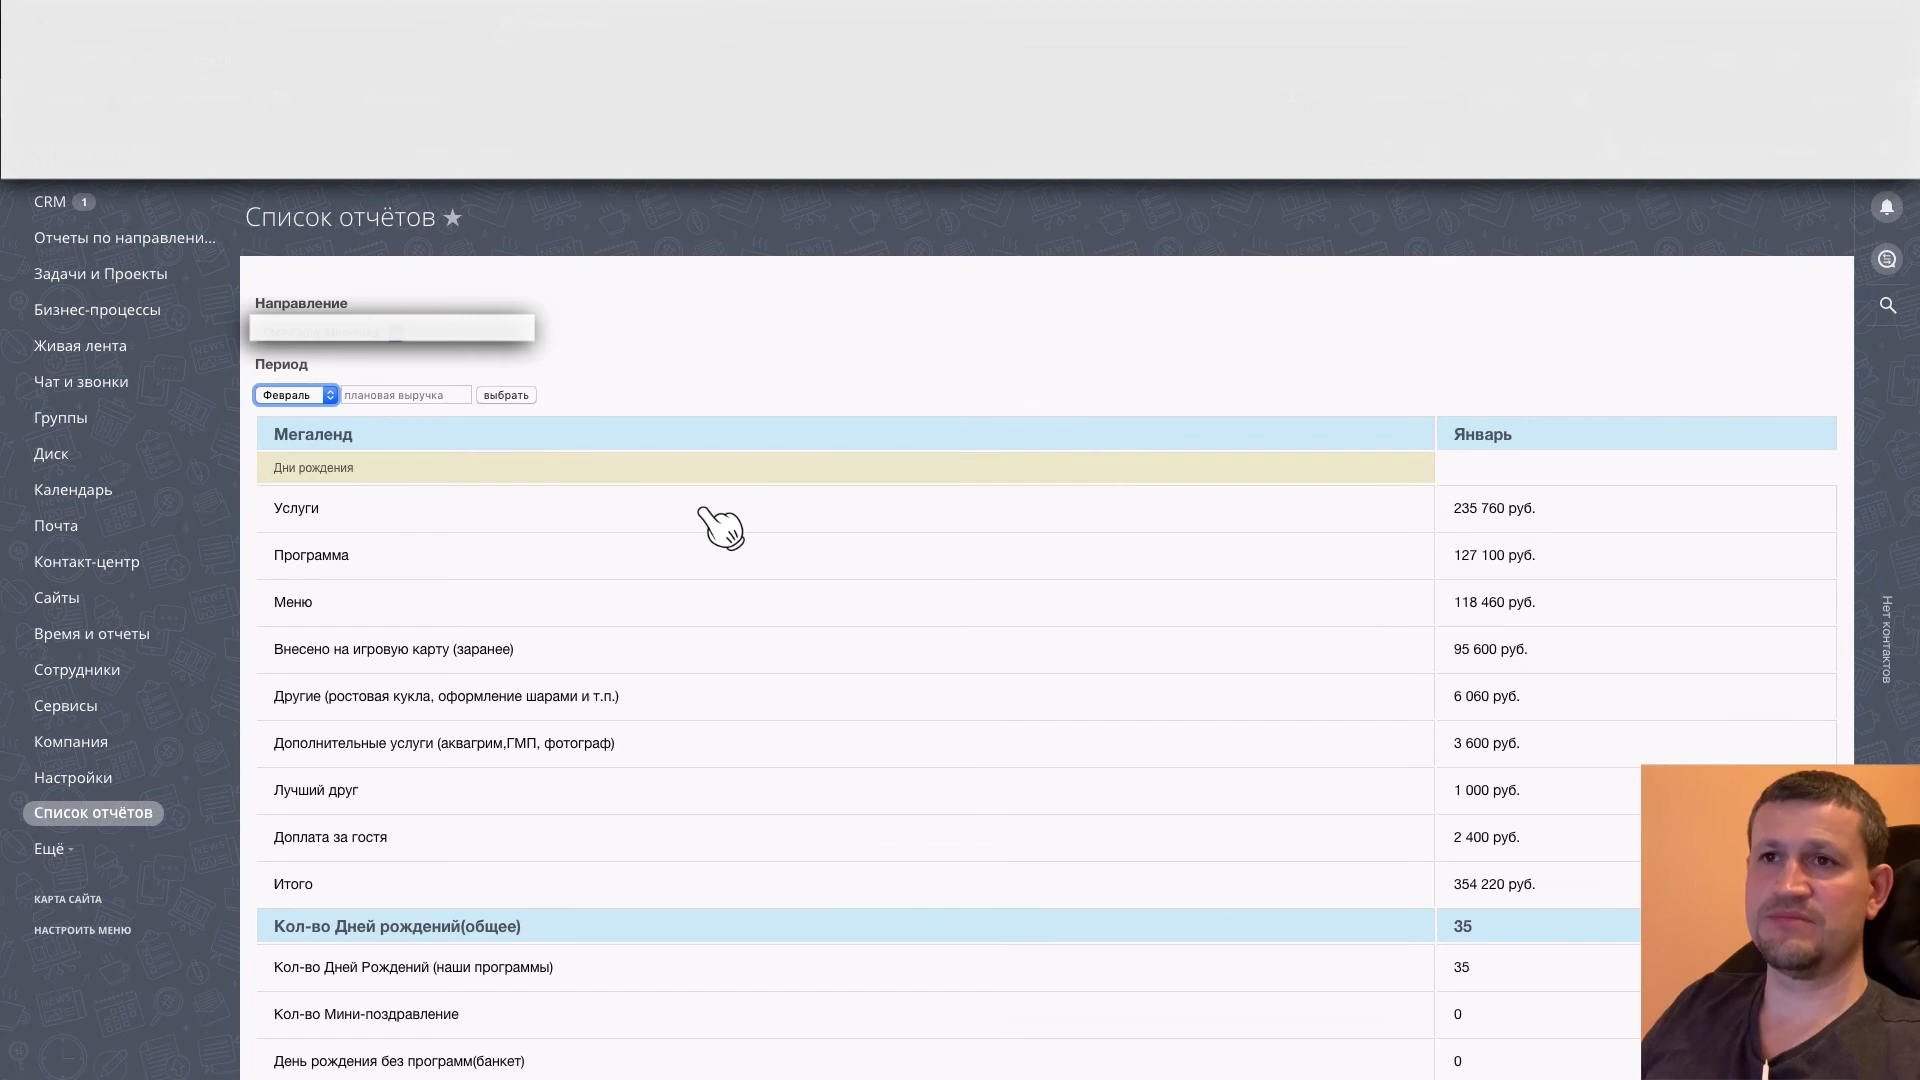 CRM 1
Отчеты по направлени...
Задачи и Проекты
Бизнес-процессы
Живая лента
Чат и звонки
Группы
Диск
Календарь
Почта
Контакт-центр
Сайты
Время и отчеты
Сотрудники
Сервисы
Компания
Настройки
Список отчётов
Ещё
КАРТА САЙТА
НАСТРОИТЬ МЕНЮ
Список отчётов
Направление
Период
Февраль плановая выручка выбрать
Мегаленд Январь
Дни рождения
Услуги 235 760 руб.
Программа 127 100 руб.
Меню 118 460 руб.
Внесено на игровую карту (заранее) 95 600 руб.
Другие (ростовая кукла, оформление шарами и т.п.) 6 060 руб.
Дополнительные услуги (аквагрим,ГМП, фотограф) 3 600 руб.
Лучший друг 1 000 руб.
Доплата за гостя 2 400 руб.
Итого 354 220 руб.
Кол-во Дней рождений(общее) 35
Кол-во Дней Рождений (наши программы) 35
Кол-во Мини-поздравление 0
День рождения без программ(банкет) 0
Нет контактов